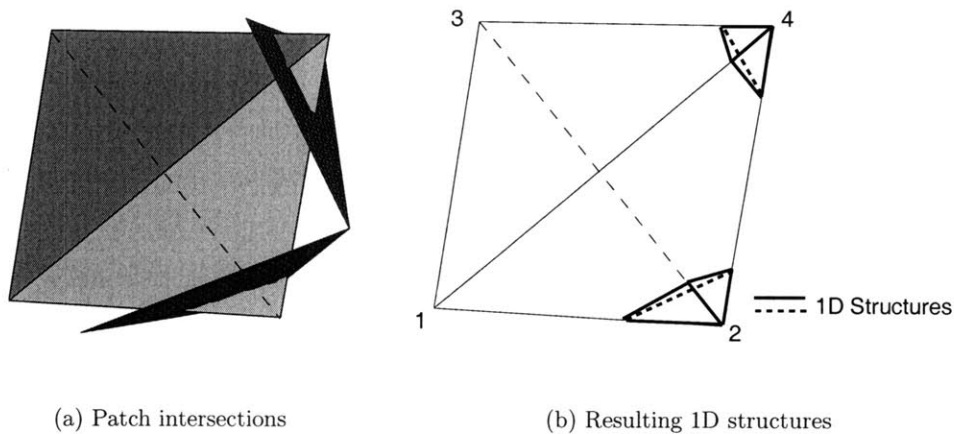 3
4
1
2
1D Structures
(a) Patch intersections
(b) Resulting 1D structures